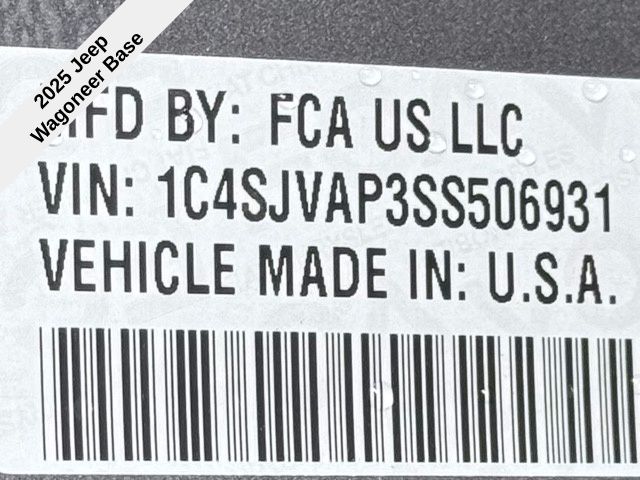 2025 Jeep
Wagoneer Base
MFD BY: FCA US LLC
VIN: 1C4SJVAP3SS506931
VEHICLE MADE IN: U.S.A.